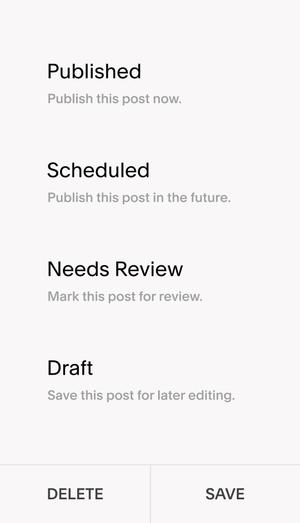 Published
Publish this post now.
Scheduled
Publish this post in the future.
Needs Review
Mark this post for review.
Draft
Save this post for later editing.
DELETE
SAVE